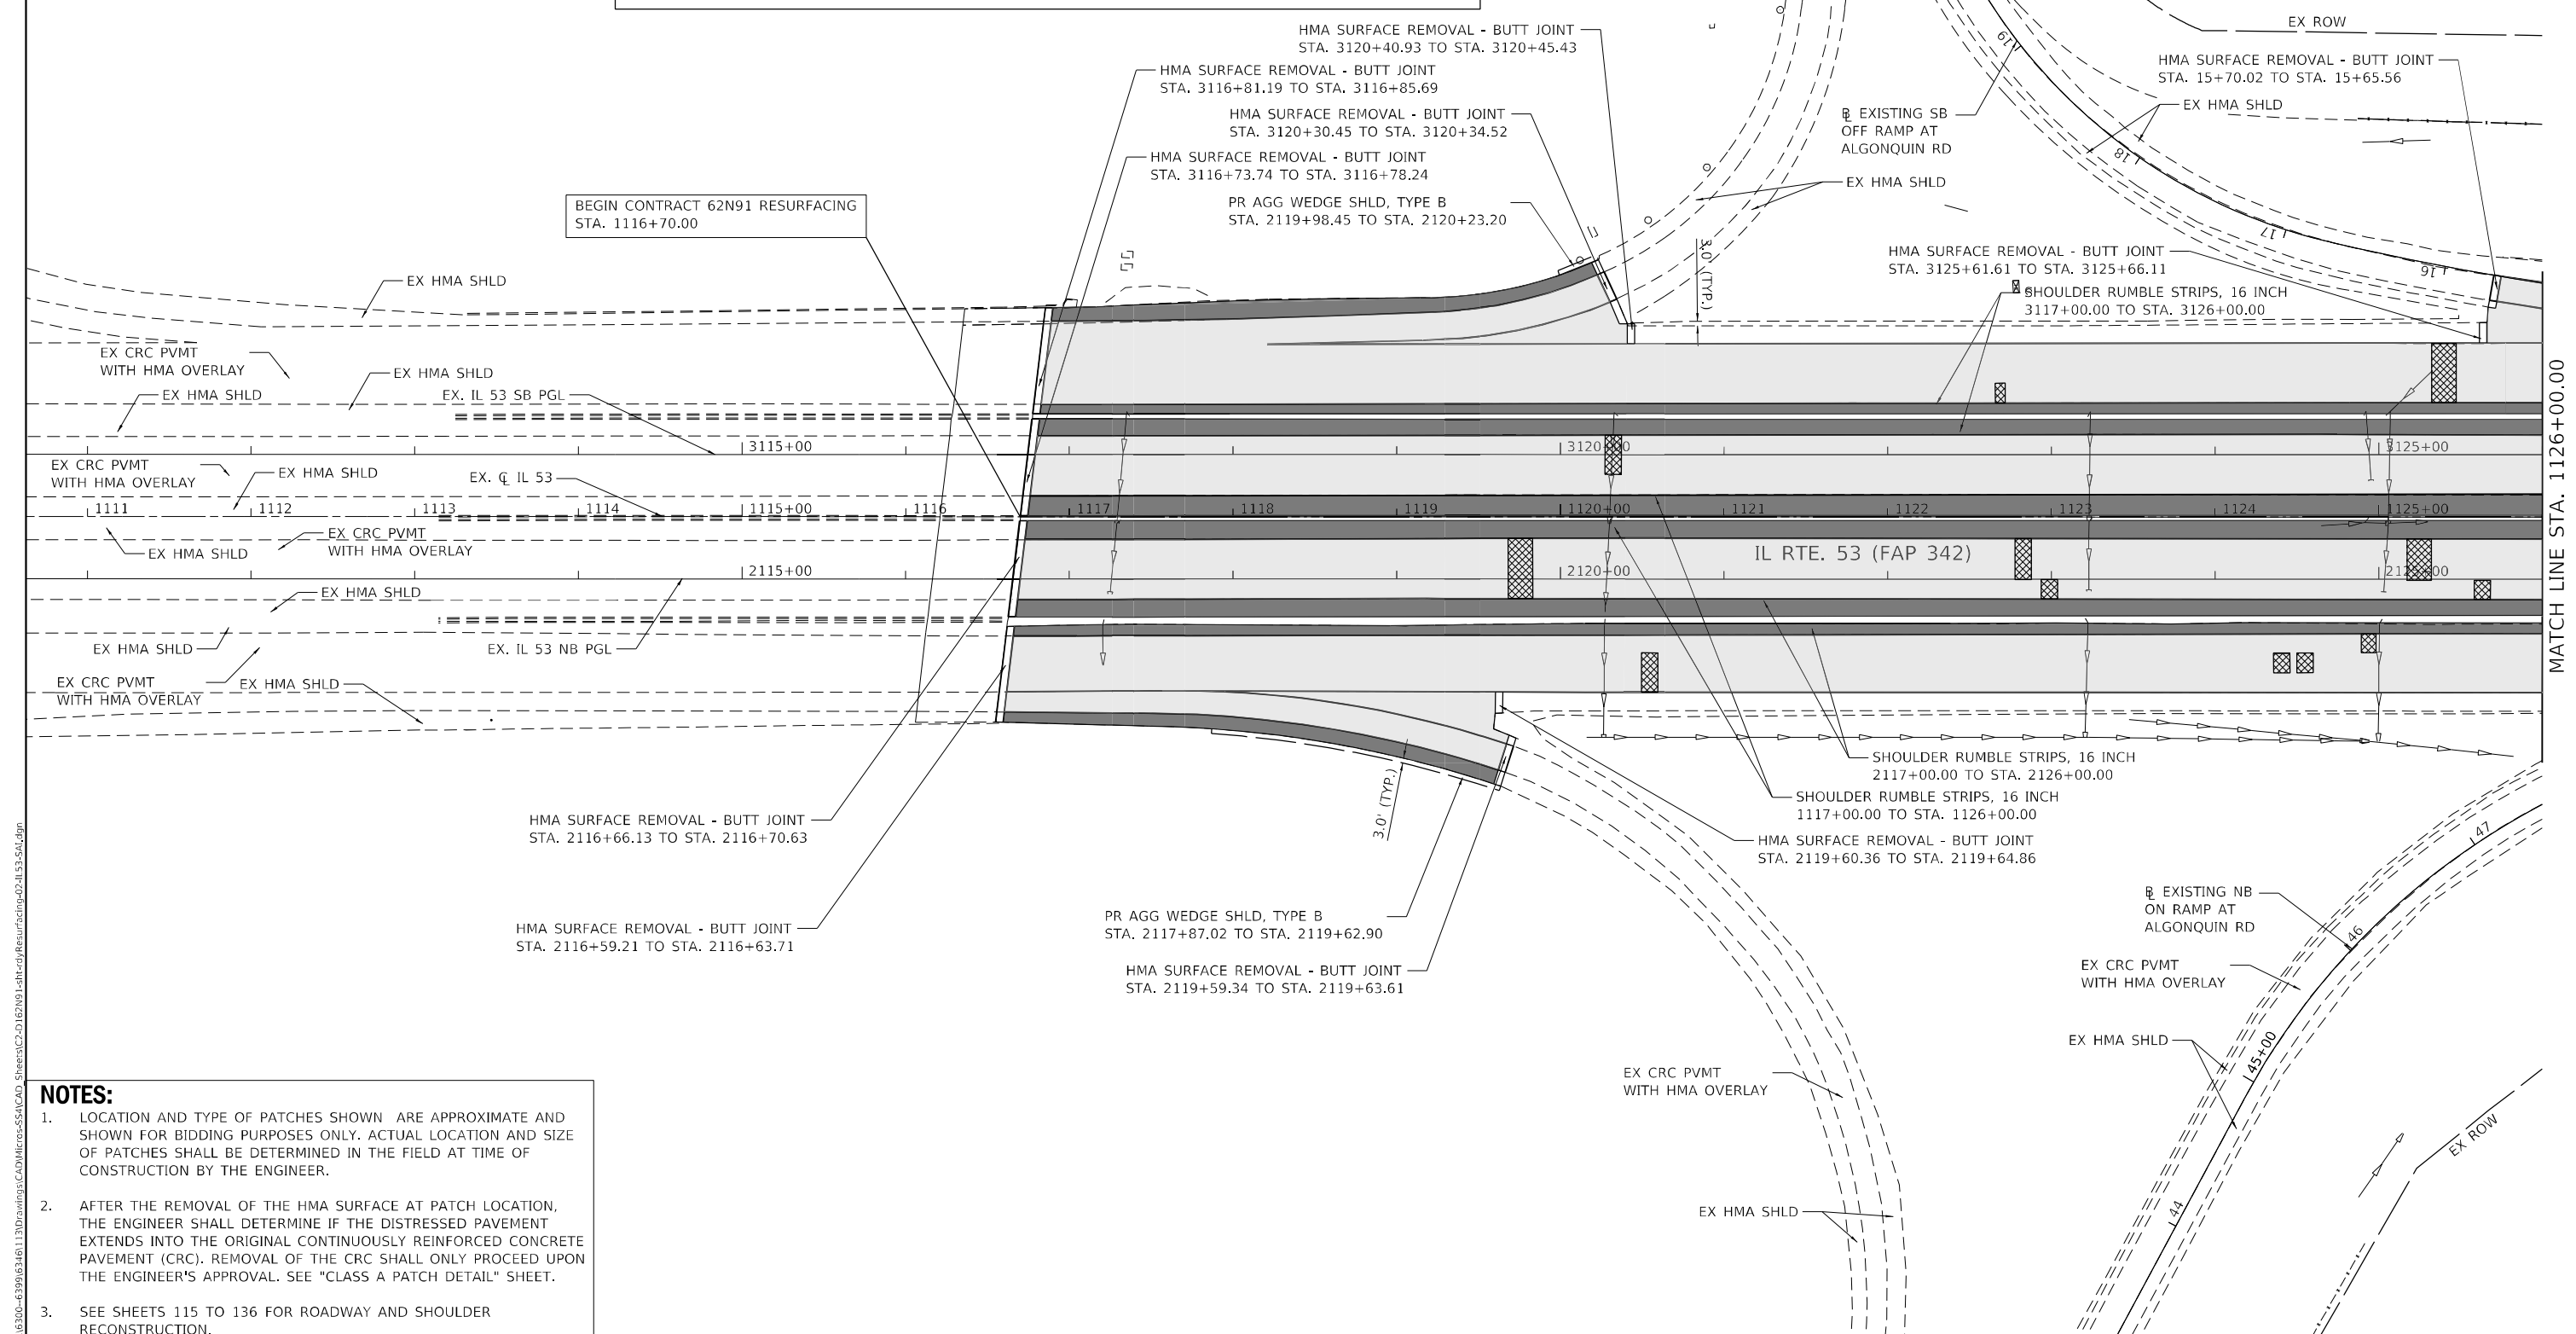 HMA SURFACE REMOVAL - BUTT JOINT
STA. 3120+40.93 TO STA. 3120+45.43
EX ROW
HMA SURFACE REMOVAL - BUTT JOINT
STA. 3116+81.19 TO STA. 3116+85.69
19
HMA SURFACE REMOVAL - BUTT JOINT
STA. 15+70.02 TO STA. 15+65.56
EX HMA SHLD
HMA SURFACE REMOVAL - BUTT JOINT
STA. 3120+30.45 TO STA. 3120+34.52
BL EXISTING SB
OFF RAMP AT
ALGONQUIN RD
18
HMA SURFACE REMOVAL - BUTT JOINT
STA. 3116+73.74 TO STA. 3116+78.24
EX HMA SHLD
PR AGG WEDGE SHLD, TYPE B
STA. 2119+98.45 TO STA. 2120+23.20
BEGIN CONTRACT 62N91 RESURFACING
STA. 1116+70.00
17
3.0' (TYP.)
HMA SURFACE REMOVAL - BUTT JOINT
STA. 3125+61.61 TO STA. 3125+66.11
16
EX HMA SHLD
SHOULDER RUMBLE STRIPS, 16 INCH
3117+00.00 TO STA. 3126+00.00
EX CRC PVMT
WITH HMA OVERLAY
EX HMA SHLD
EX HMA SHLD
EX. IL 53 SB PGL
MATCH LINE STA. 1126+00.00
3115+00
3120+00
3125+00
EX CRC PVMT
WITH HMA OVERLAY
EX HMA SHLD
EX. CL IL 53
1111
1112
1113
1114
1115+00
1116
1117
1118
1119
1120+00
1121
1122
1123
1124
1125+00
EX CRC PVMT
WITH HMA OVERLAY
EX HMA SHLD
IL RTE. 53 (FAP 342)
2115+00
2120+00
2125+00
EX HMA SHLD
EX HMA SHLD
EX. IL 53 NB PGL
EX CRC PVMT
WITH HMA OVERLAY
EX HMA SHLD
SHOULDER RUMBLE STRIPS, 16 INCH
2117+00.00 TO STA. 2126+00.00
3.0' (TYP.)
SHOULDER RUMBLE STRIPS, 16 INCH
1117+00.00 TO STA. 1126+00.00
HMA SURFACE REMOVAL - BUTT JOINT
STA. 2116+66.13 TO STA. 2116+70.63
HMA SURFACE REMOVAL - BUTT JOINT
STA. 2119+60.36 TO STA. 2119+64.86
47
BL EXISTING NB
ON RAMP AT
ALGONQUIN RD
46
PR AGG WEDGE SHLD, TYPE B
STA. 2117+87.02 TO STA. 2119+62.90
HMA SURFACE REMOVAL - BUTT JOINT
STA. 2116+59.21 TO STA. 2116+63.71
HMA SURFACE REMOVAL - BUTT JOINT
STA. 2119+59.34 TO STA. 2119+63.61
EX CRC PVMT
WITH HMA OVERLAY
EX HMA SHLD
45+00
EX CRC PVMT
WITH HMA OVERLAY
EX ROW
EX HMA SHLD
44
NOTES:
1. LOCATION AND TYPE OF PATCHES SHOWN ARE APPROXIMATE AND
SHOWN FOR BIDDING PURPOSES ONLY. ACTUAL LOCATION AND SIZE
OF PATCHES SHALL BE DETERMINED IN THE FIELD AT TIME OF
CONSTRUCTION BY THE ENGINEER.
2. AFTER THE REMOVAL OF THE HMA SURFACE AT PATCH LOCATION,
THE ENGINEER SHALL DETERMINE IF THE DISTRESSED PAVEMENT
EXTENDS INTO THE ORIGINAL CONTINUOUSLY REINFORCED CONCRETE
PAVEMENT (CRC). REMOVAL OF THE CRC SHALL ONLY PROCEED UPON
THE ENGINEER'S APPROVAL. SEE "CLASS A PATCH DETAIL" SHEET.
3. SEE SHEETS 115 TO 136 FOR ROADWAY AND SHOULDER
RECONSTRUCTION.